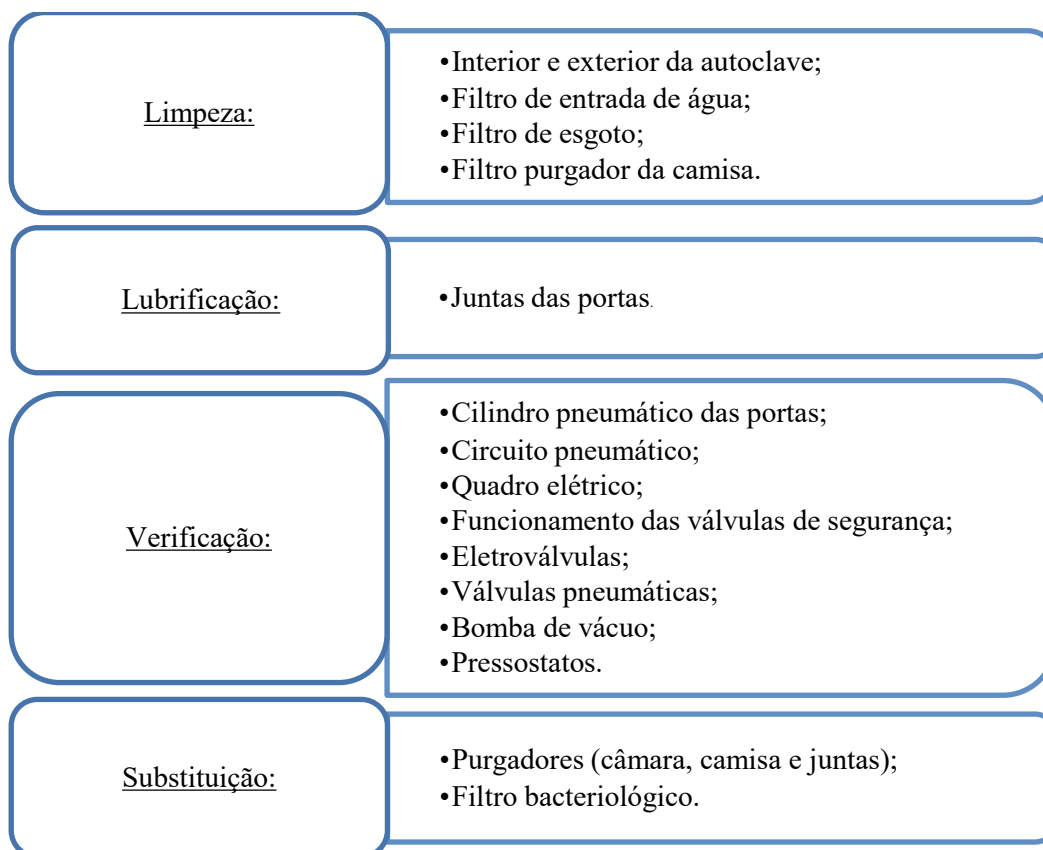 Limpeza:
•Interior e exterior da autoclave;
•Filtro de entrada de água;
•Filtro de esgoto;
•Filtro purgador da camisa.
Lubrificação:
•Juntas das portas.
Verificação:
•Cilindro pneumático das portas;
•Circuito pneumático;
•Quadro elétrico;
•Funcionamento das válvulas de segurança;
•Eletroválvulas;
•Válvulas pneumáticas;
•Bomba de vácuo;
•Pressostatos.
Substituição:
•Purgadores (câmara, camisa e juntas);
•Filtro bacteriológico.